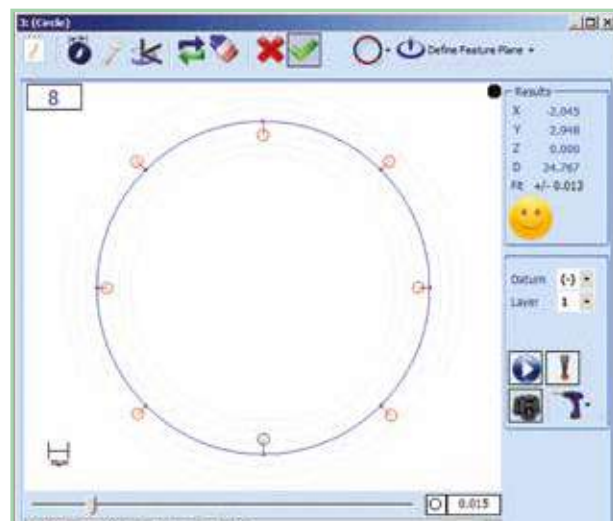 3: (Circle)
Define Feature Plane
8
Results
X -2.045
Y 2.948
Z 0.000
D 24.767
Fit +/- 0.013
Datum (-)
Layer 1
0.015